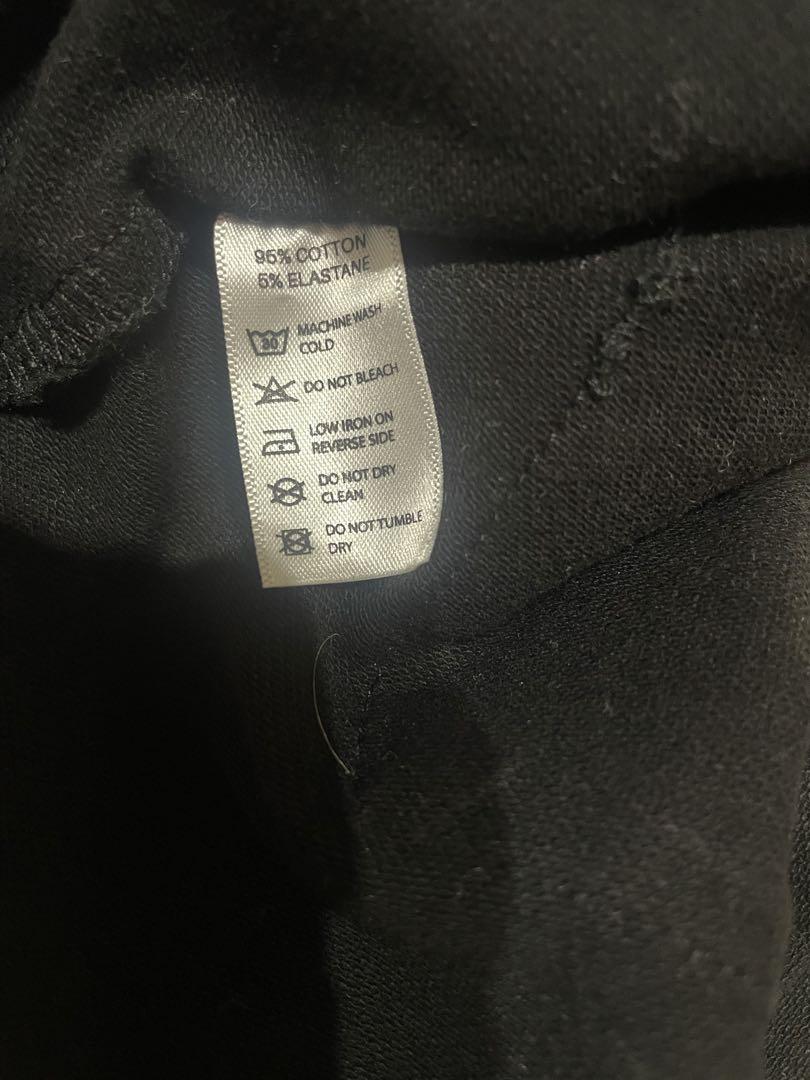 95% COTTON
5% ELASTANE
30
MACHINE WASH
COLD
DO NOT BLEACH
LOW IRON ON
REVERSE SIDE
DO NOT DRY
CLEAN
DO NOT TUMBLE
DRY